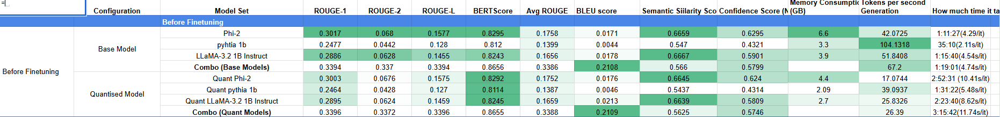 =
Configuration Model Set ROUGE-1 ROUGE-2 ROUGE-L BERTScore Avg ROUGE BLEU score Semantic Siilarity Sco Confidence Score (N Memory Consumptio (GB) Tokens per second Generation How much time it ta
Before Finetuning
Before Finetuning
Base Model
Phi-2 0.3017 0.068 0.1577 0.8295 0.1758 0.0171 0.6659 0.6295 6.6 42.0725 1:11:27(4.29/it)
pyhtia 1b 0.2477 0.0442 0.128 0.812 0.1399 0.0044 0.547 0.4321 3.3 104.1318 35:10(2.11s/it)
LLaMA-3.2 1B Instruct 0.2886 0.0628 0.1455 0.8243 0.1656 0.0178 0.6667 0.5901 3.9 51.8408 1:15:40(4.54s/it)
Combo (Base Models) 0.3394 0.337 0.3394 0.8656 0.3386 0.2108 0.566 0.5799 67.2 1:19:01(4.74s/it)
Quantised Model
Quant Phi-2 0.3003 0.0676 0.1575 0.8292 0.1752 0.0176 0.6645 0.624 4.4 17.0744 2:52:31 (10.41s/it)
Quant pythia 1b 0.2464 0.0428 0.127 0.8114 0.1387 0.0046 0.5437 0.4314 2.09 39.0937 1:31:22(5.48s/it)
Quant LLaMA-3.2 1B Instruct 0.2895 0.0624 0.1459 0.8245 0.1659 0.0213 0.6639 0.5809 2.7 25.8326 2:23:40(8.62s/it)
Combo (Quant Models) 0.3396 0.3372 0.3396 0.8655 0.3388 0.2109 0.5625 0.5746 26.39 3:15:42(11.74s/it)